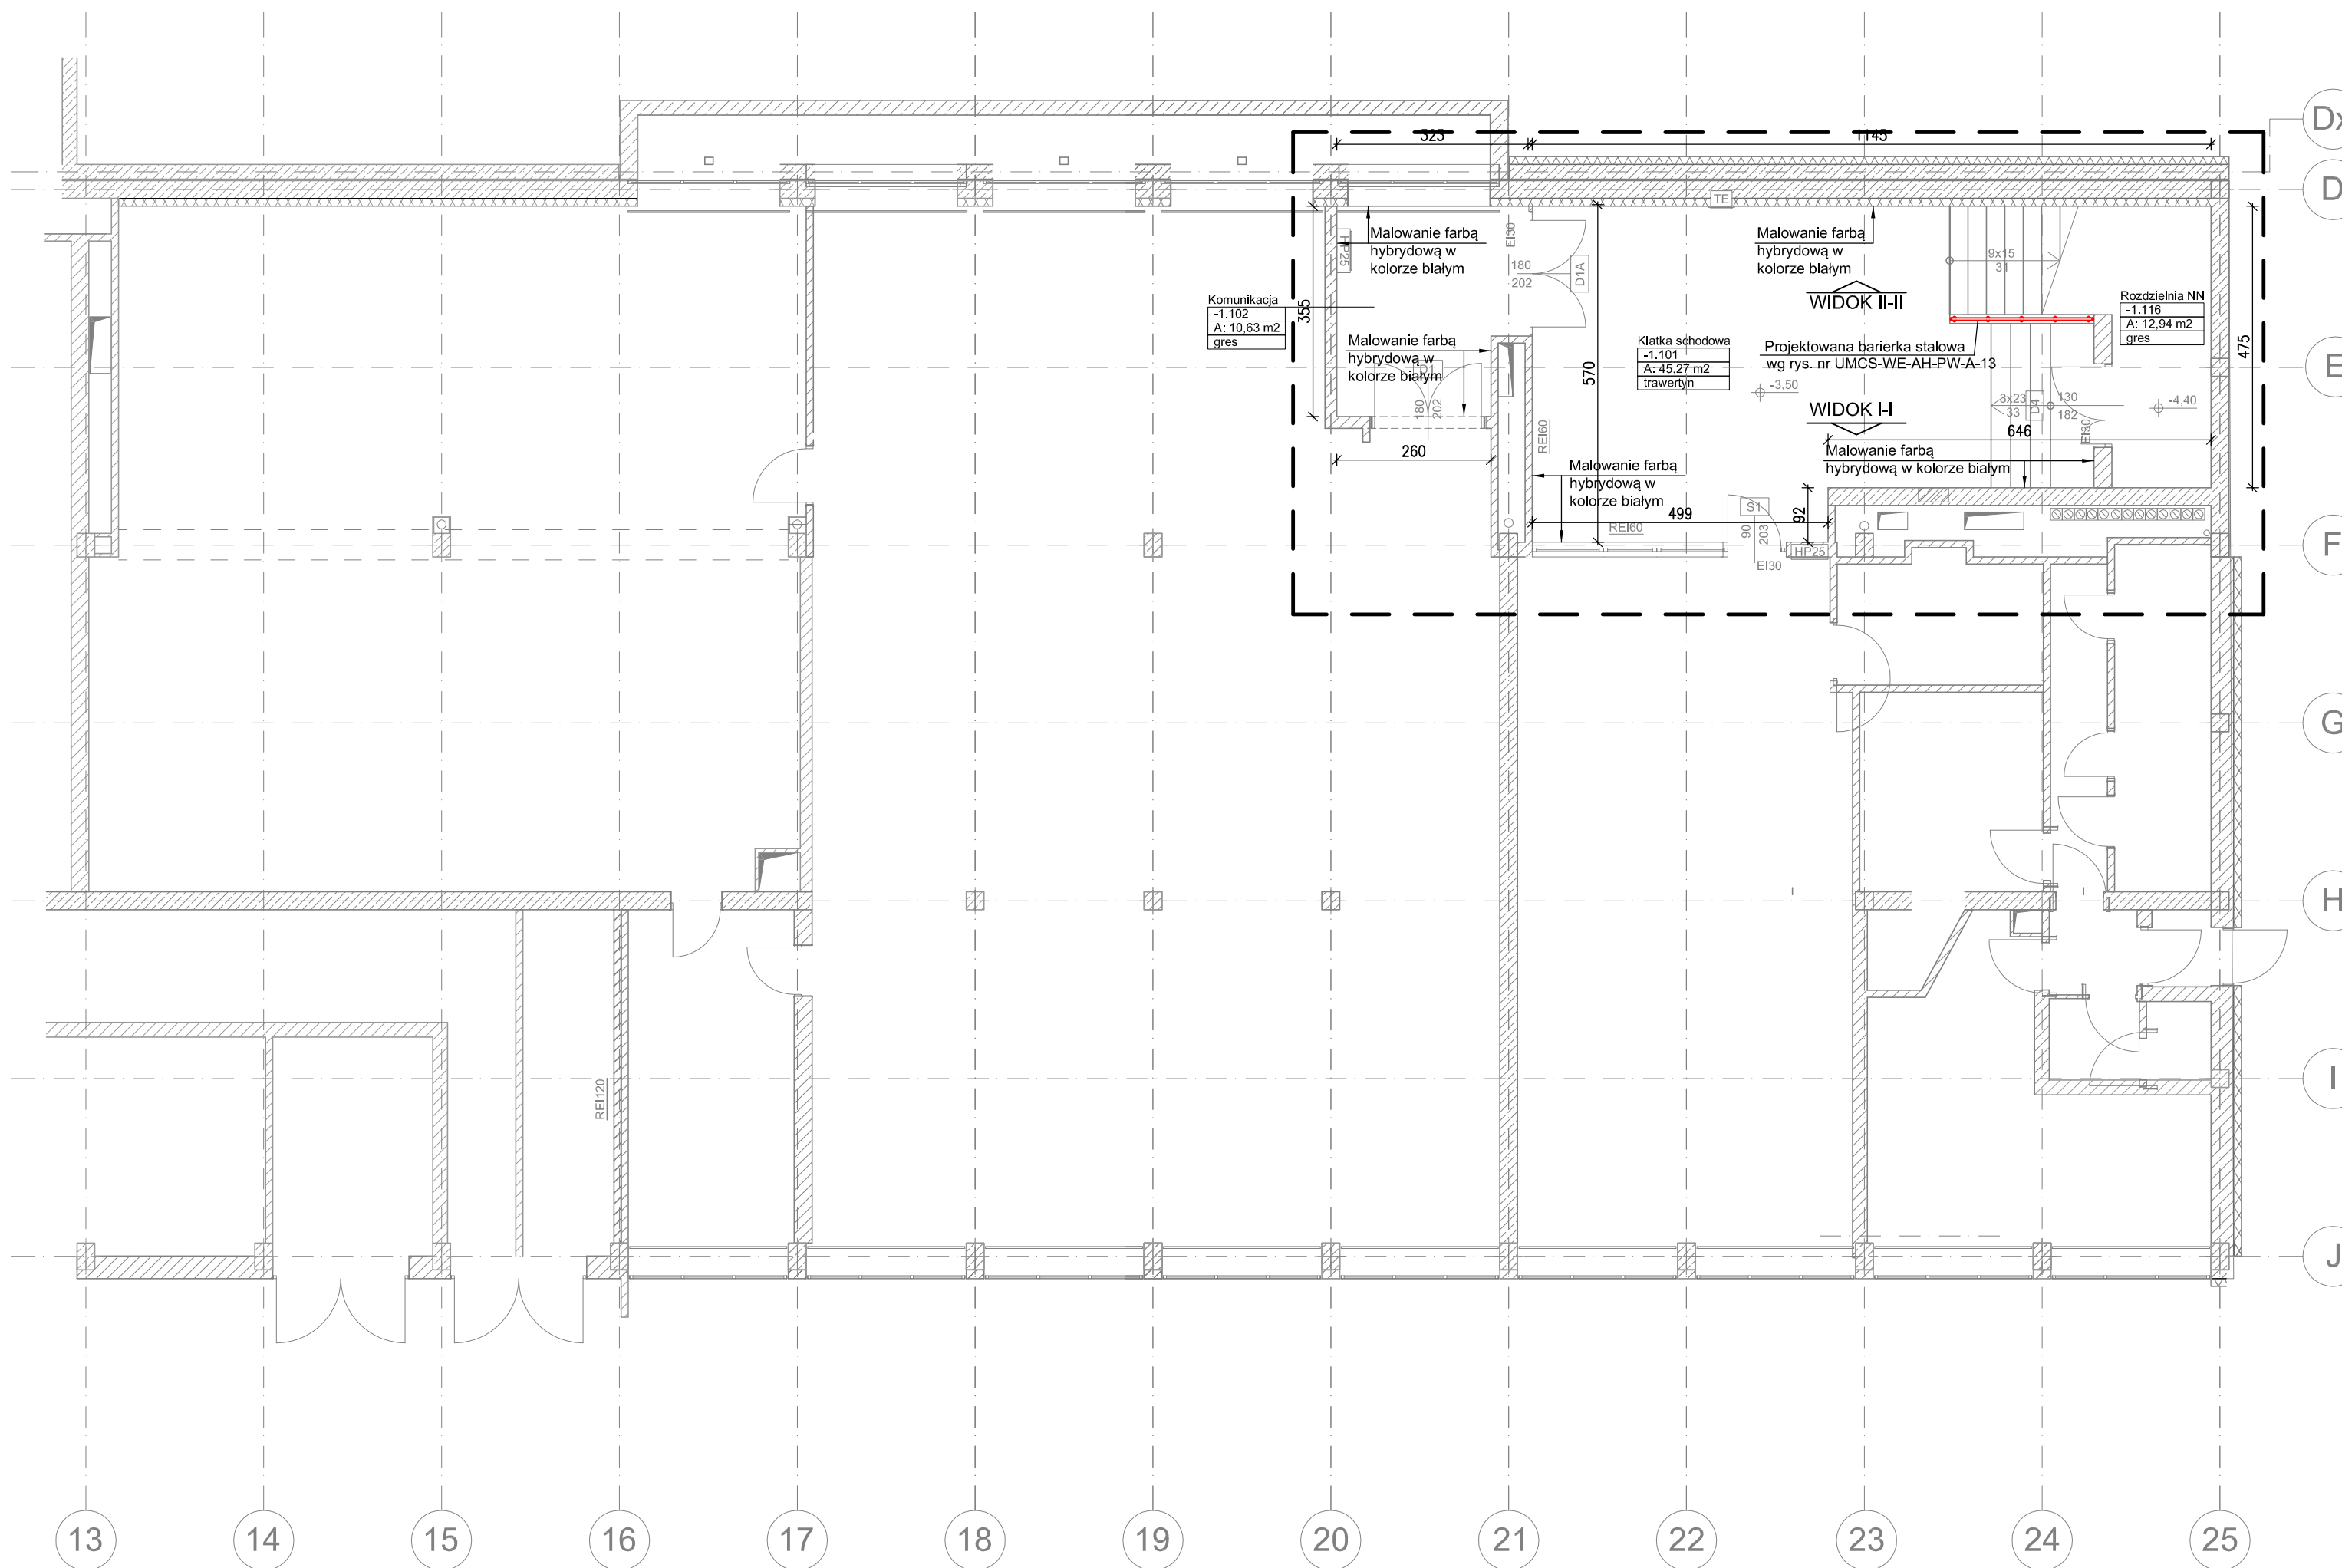 Dx
323
1145
D
TE
Malowanie farbą
hybrydową w
kolorze białym
HP25
EI30
180
202
D1A
Malowanie farbą
hybrydową w
kolorze białym
9x15
31
WIDOK II-II
Komunikacja
-1.102
A: 10,63 m2
gres
355
Rozdzielnia NN
-1.116
A: 12,94 m2
gres
475
Malowanie farbą
hybrydową w
kolorze białym
D1
180
202
570
Klatka schodowa
-1.101
A: 45,27 m2
trawertyn
Projektowana barierka stalowa
wg rys. nr UMCS-WE-AH-PW-A-13
E
-3,50
3x23
33
D4
130
182
-4,40
EI30
WIDOK I-I
646
REI60
260
Malowanie farbą
hybrydową w kolorze białym
Malowanie farbą
hybrydową w
kolorze białym
499
REI60
S1
90
203
92
HP25
EI30
F
G
H
REI120
I
J
13
14
15
16
17
18
19
20
21
22
23
24
25